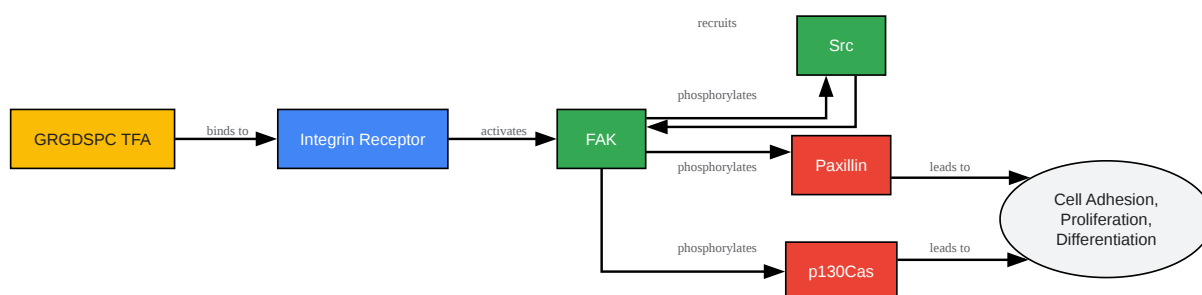 recruits
Src
phosphorylates
GRGDSPC TFA
binds to
Integrin Receptor
activates
FAK
phosphorylates
Paxillin
leads to
Cell Adhesion,
Proliferation,
Differentiation
phosphorylates
p130Cas
leads to